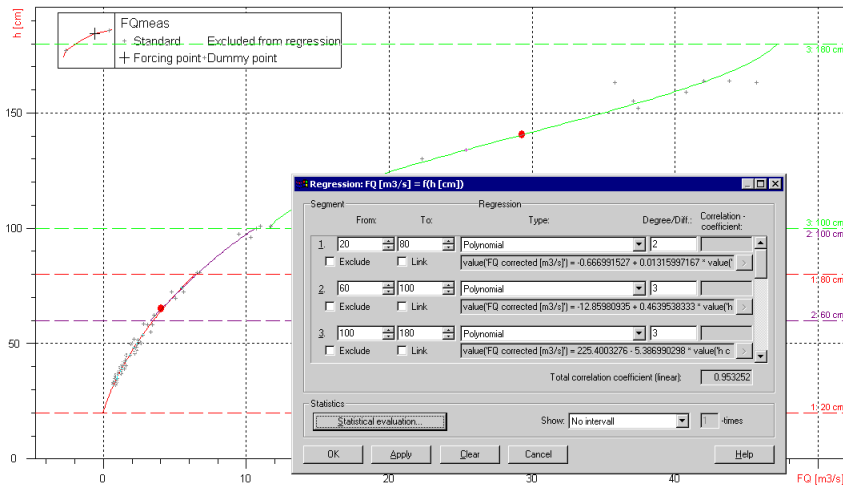 h [cm]
FQmeas
Standard Excluded from regression
Forcing point Dummy point
3: 180 cm
150
Regression: FQ [m3/s] = f(h [cm])
Segment Regression
From: To: Type: Degree/Diff.: Correlation - coefficient:
1. 20 80 Polynomial 2
Exclude Link value('FQ corrected [m3/s]') = -0.666991527 + 0.01315997167 * value(' >
2. 60 100 Polynomial 3
Exclude Link value('FQ corrected [m3/s]') = -12.85980935 + 0.4639538333 * value('h >
3. 100 180 Polynomial 3
Exclude Link value('FQ corrected [m3/s]') = 225.4003276 - 5.386990298 * value('h c >
Total correlation coefficient (linear): 0.953252
Statistics
Statistical evaluation... Show: No intervall 1 -times
OK Apply Clear Cancel Help
100
3: 100 cm
2: 100 cm
1: 80 cm
2: 60 cm
50
1: 20 cm
0
0 10 20 30 40 FQ [m3/s]